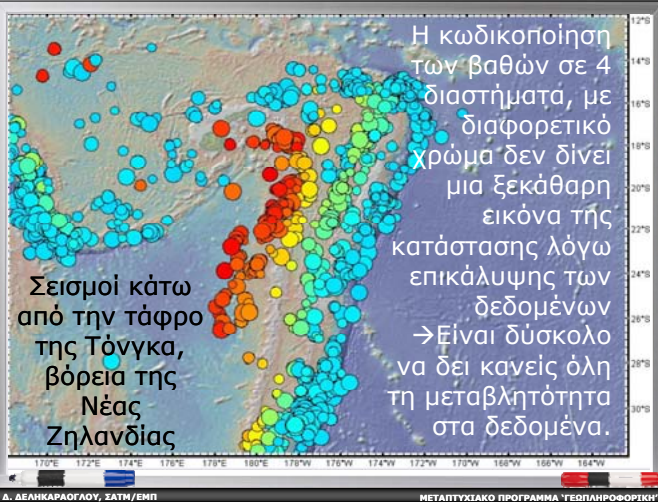 Η κωδικοποίηση
των βαθών σε 4
διαστήματα, με
διαφορετικό
χρώμα δεν δίνει
μια ξεκάθαρη
εικόνα της
κατάστασης λόγω
επικάλυψης των
δεδομένων
→Είναι δύσκολο
να δει κανείς όλη
τη μεταβλητότητα
στα δεδομένα.
Σεισμοί κάτω
από την τάφρο
της Τόνγκα,
βόρεια της
Νέας
Ζηλανδίας
12°S
14°S
16°S
18°S
20°S
22°S
24°S
26°S
28°S
30°S
170°E 172°E 174°E 176°E 178°E 180°W 178°W 176°W 174°W 172°W 170°W 168°W 166°W 164°W
Δ. ΔΕΛΗΚΑΡΑΟΓΛΟΥ, ΣΑΤΜ/ΕΜΠ
ΜΕΤΑΠΤΥΧΙΑΚΟ ΠΡΟΓΡΑΜΜΑ ‘ΓΕΩΠΛΗΡΟΦΟΡΙΚΗ’